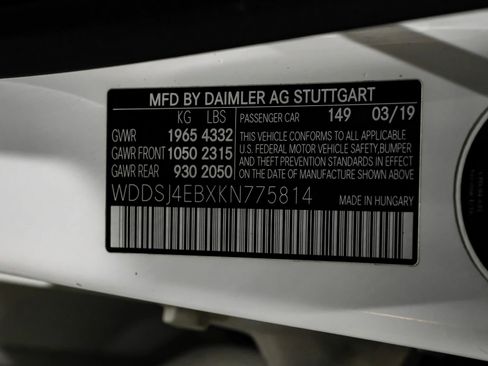 MFD BY DAIMLER AG STUTTGART
KG LBS PASSENGER CAR 149 03/19
GVWR 1965 4332 THIS VEHICLE CONFORMS TO ALL APPLICABLE
GAWR FRONT 1050 2315 U.S. FEDERAL MOTOR VEHICLE SAFETY, BUMPER
AND THEFT PREVENTION STANDARDS IN EFFECT
GAWR REAR 930 2050 ON THE DATE OF MANUFACTURE SHOWN ABOVE
WDDSJ4EBXKN775814 MADE IN HUNGARY